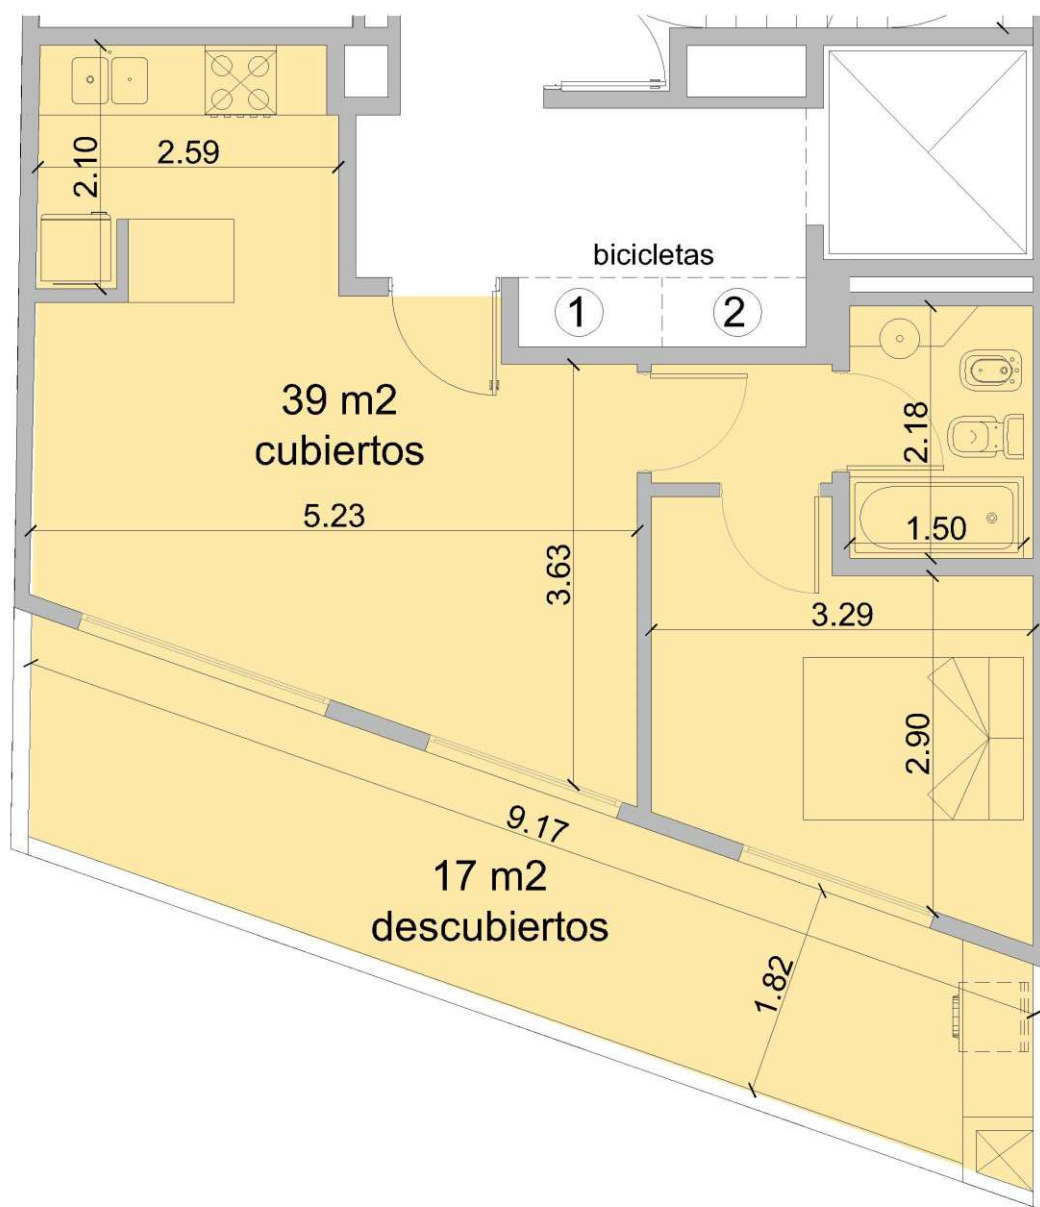 2.59
2.10
bicicletas
1
2
39 m2
cubiertos
2.18
5.23
1.50
3.63
3.29
2.90
9.17
17 m2
descubiertos
1.82